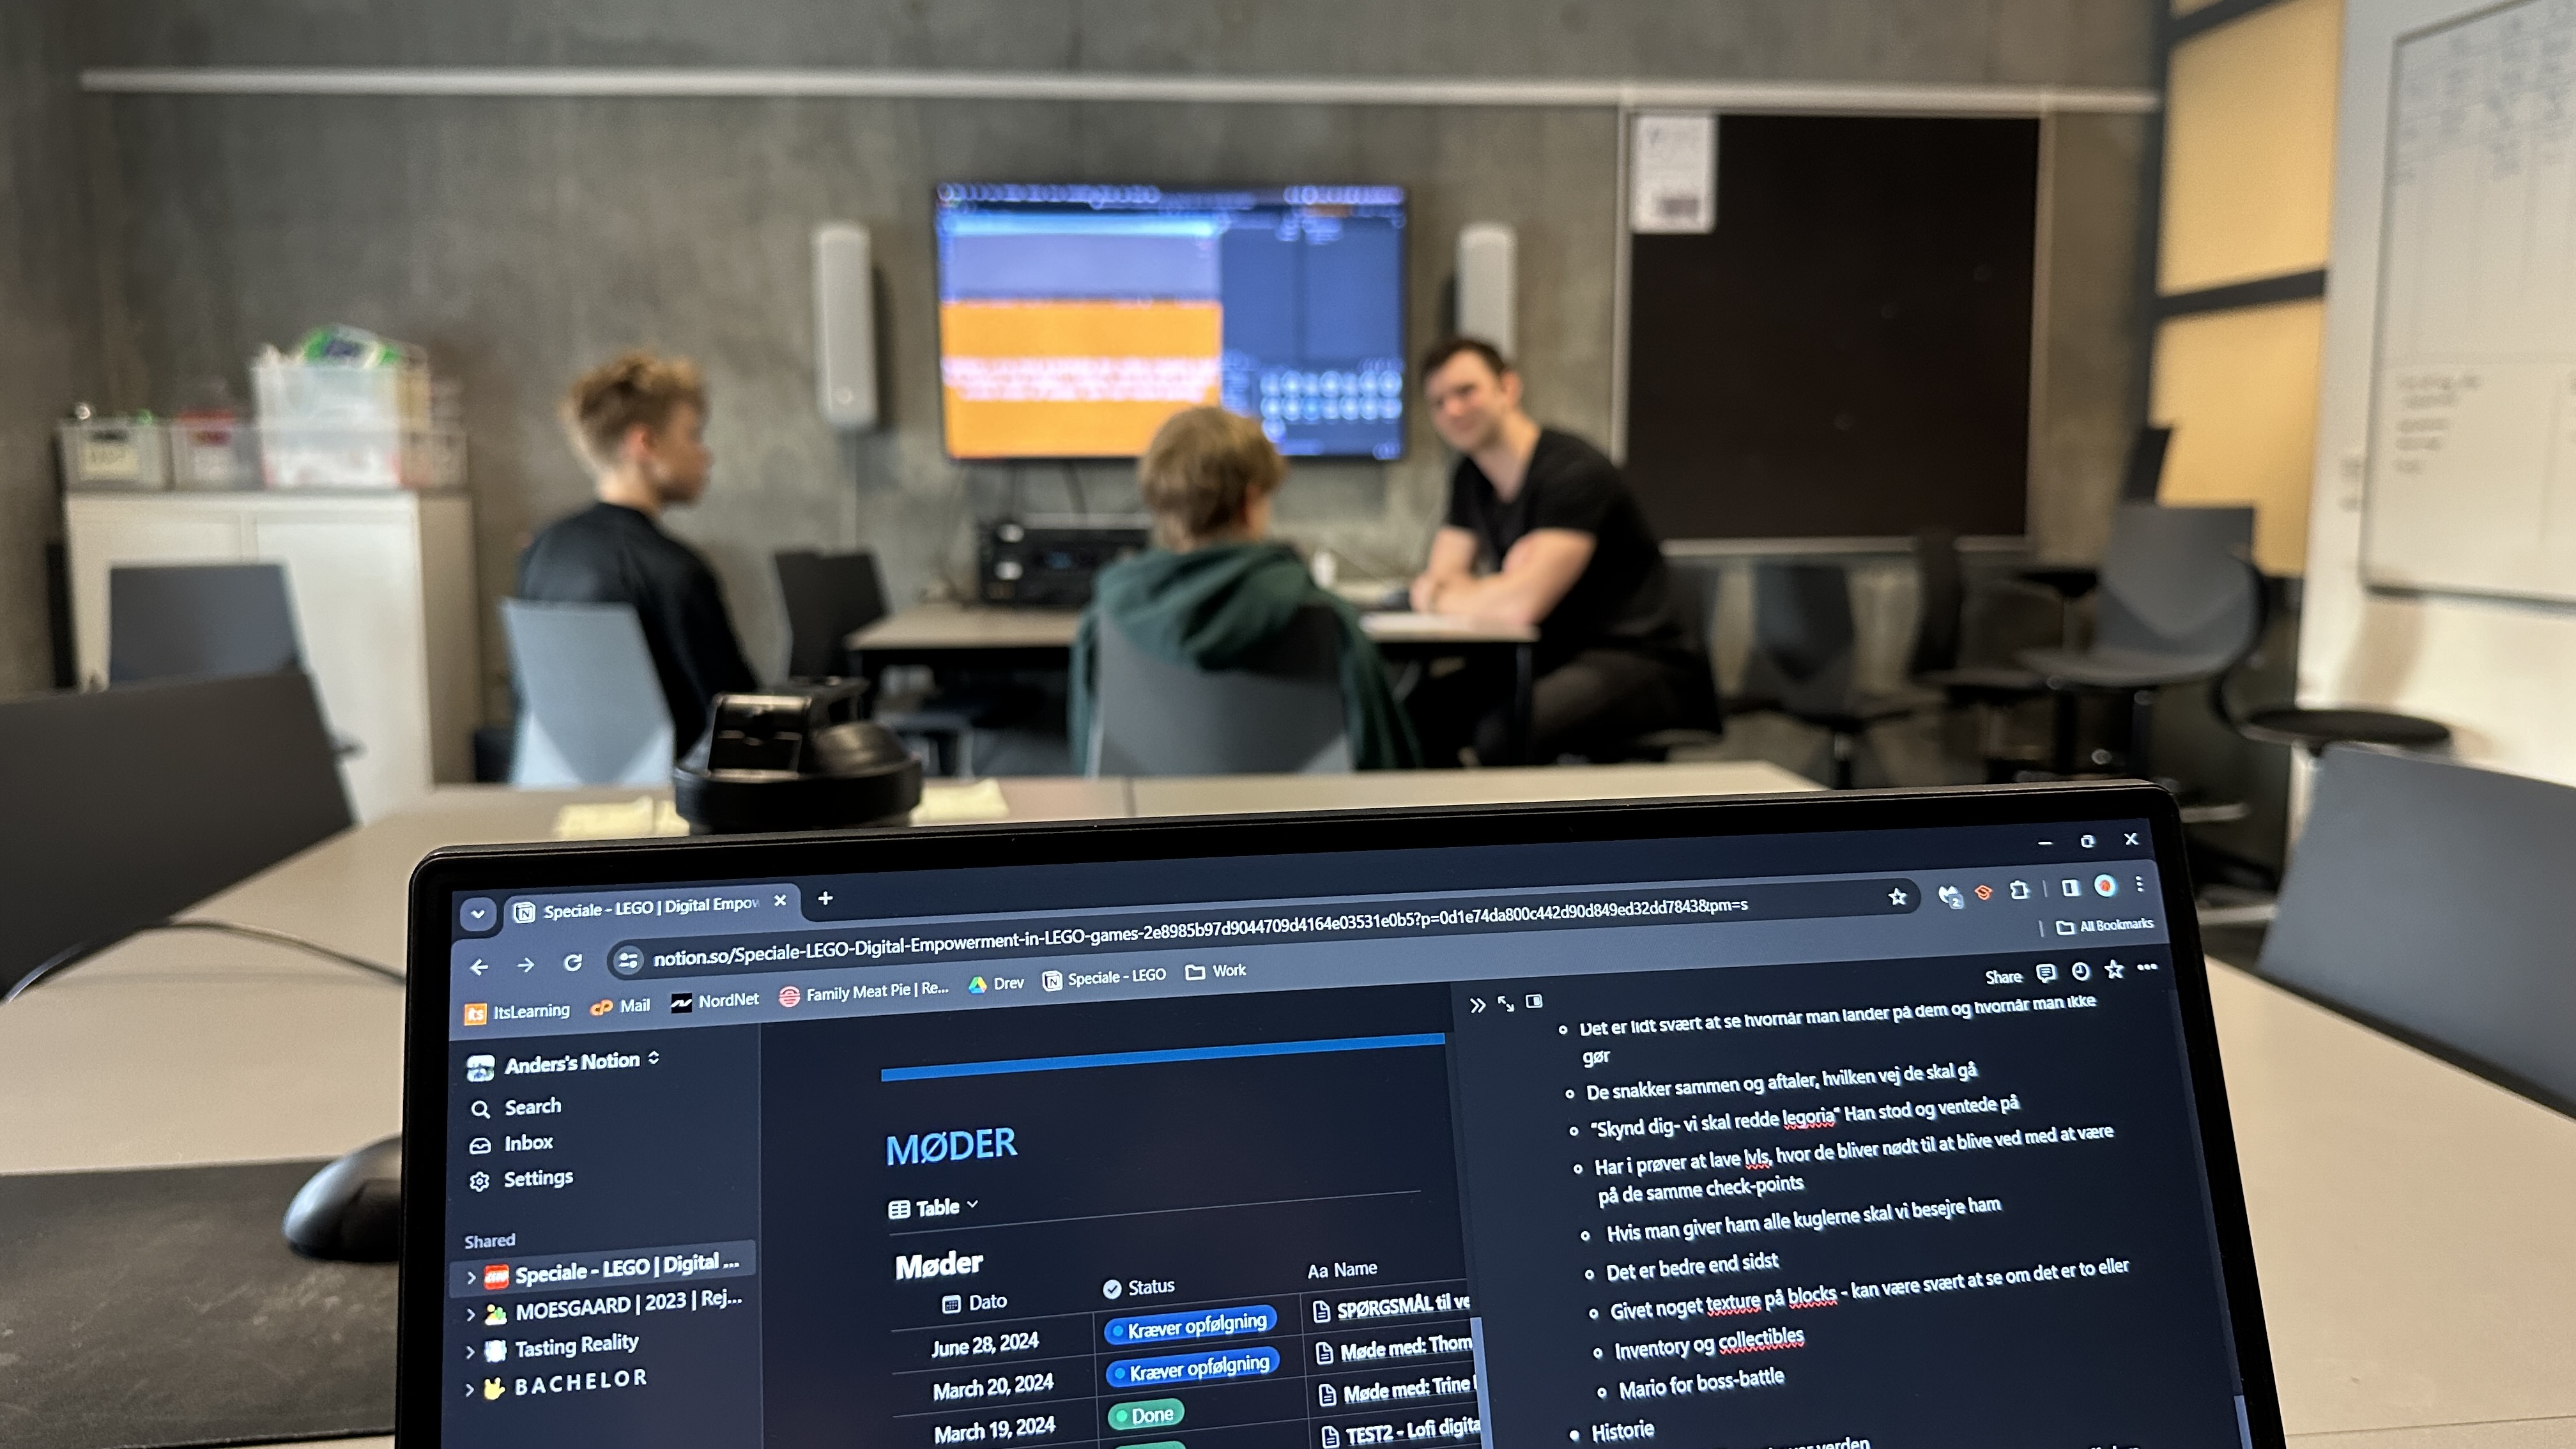 Speciale - LEGO | Digital Empow
notion.so/Speciale-LEGO-Digital-Empowerment-in-LEGO-games-2e8985b97d9044709d4164e03531e0b5?p=0d1e74da800c442d90d849ed32dd7843&pm=s
All Bookmarks
ItsLearning
Mail
NordNet
Family Meat Pie | Re...
Drev
Speciale - LEGO
Work
Share
Anders's Notion
Search
Inbox
Settings
Shared
Speciale - LEGO | Digital ...
MOESGAARD | 2023 | Rej...
Tasting Reality
BACHELOR
MØDER
Table
Møder
Dato
Status
Aa Name
June 28, 2024
Kræver opfølgning
SPØRGSMÅL til ve
March 20, 2024
Kræver opfølgning
Møde med: Thom
March 19, 2024
Done
Møde med: Trine
TEST2 - Lofi digita
Det er lidt svært at se hvornår man lander på dem og hvornår man ikke
gør
De snakker sammen og aftaler, hvilken vej de skal gå
"Skynd dig- vi skal redde legoria" Han stod og ventede på
Har i prøver at lave lvls, hvor de bliver nødt til at blive ved med at være
på de samme check-points
Hvis man giver ham alle kuglerne skal vi besejre ham
Det er bedre end sidst
Givet noget texture på blocks - kan være svært at se om det er to eller
Inventory og collectibles
Mario for boss-battle
Historie
verden